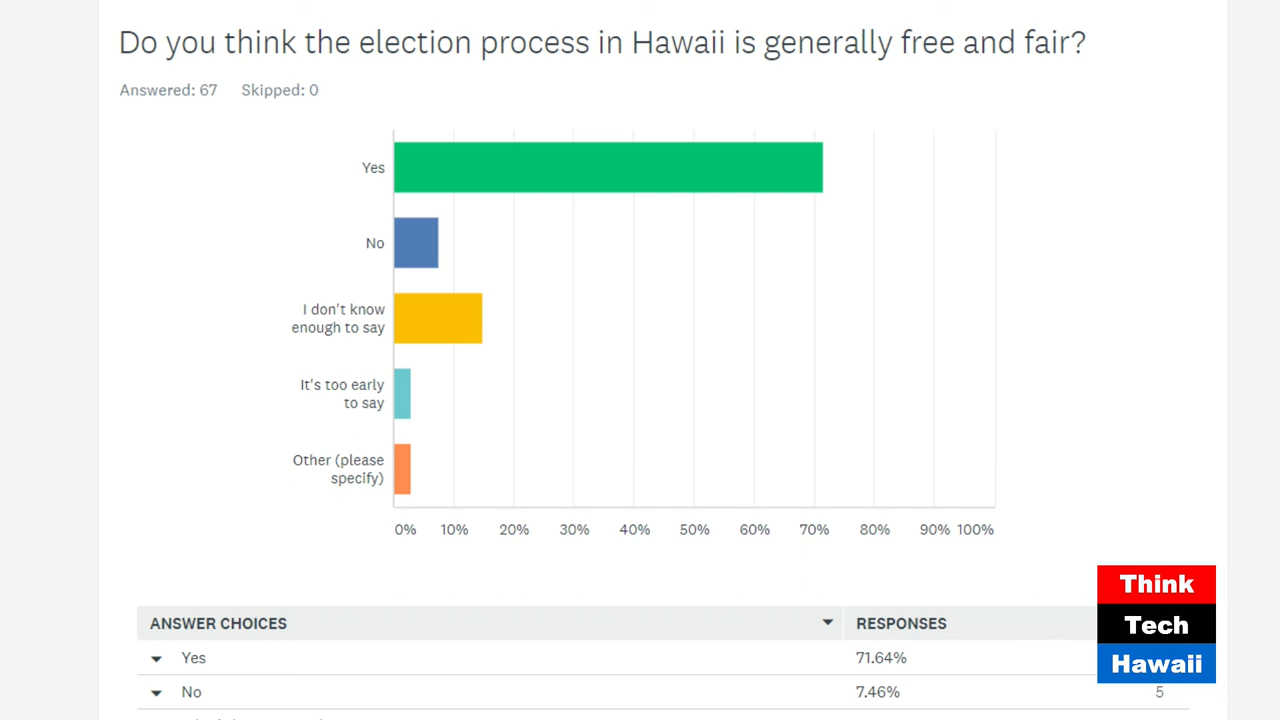 Do you think the election process in Hawaii is generally free and fair?
Answered: 67 Skipped: 0
Yes
No
I don't know
enough to say
It's too early
to say
Other (please
specify)
0% 10% 20% 30% 40% 50% 60% 70% 80% 90% 100%
ANSWER CHOICES RESPONSES
Yes 71.64%
No 7.46% 5
Think
Tech
Hawaii